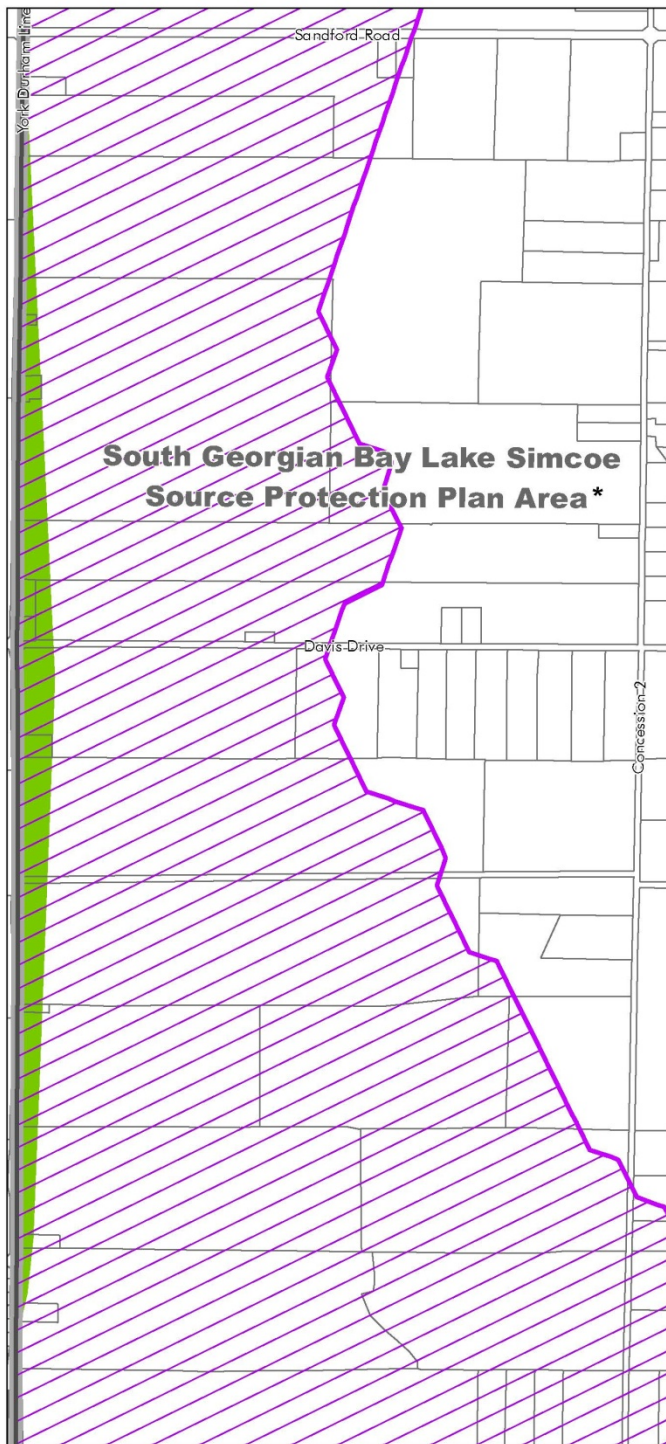 Sandford Road
York Durham Line
South Georgian Bay Lake Simcoe
Source Protection Plan Area*
Davis Drive
Concession 2